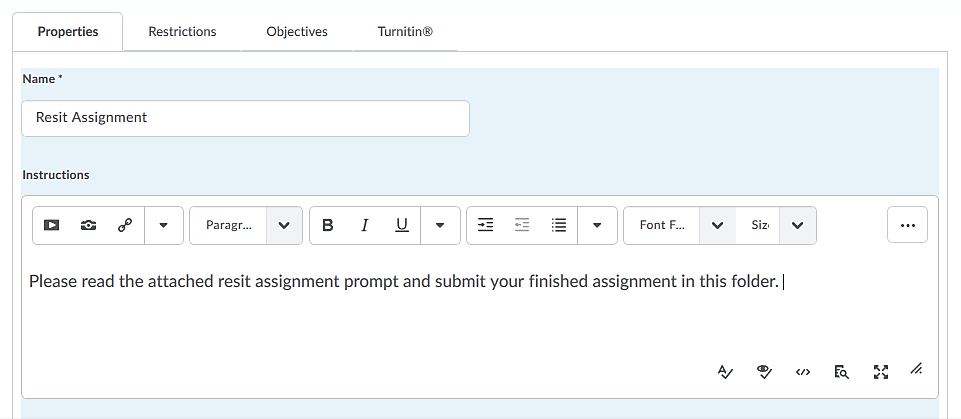 Properties Restrictions Objectives Turnitin®
Name *
Resit Assignment
Instructions
Paragr... B I U Font F... Siz
Please read the attached resit assignment prompt and submit your finished assignment in this folder.